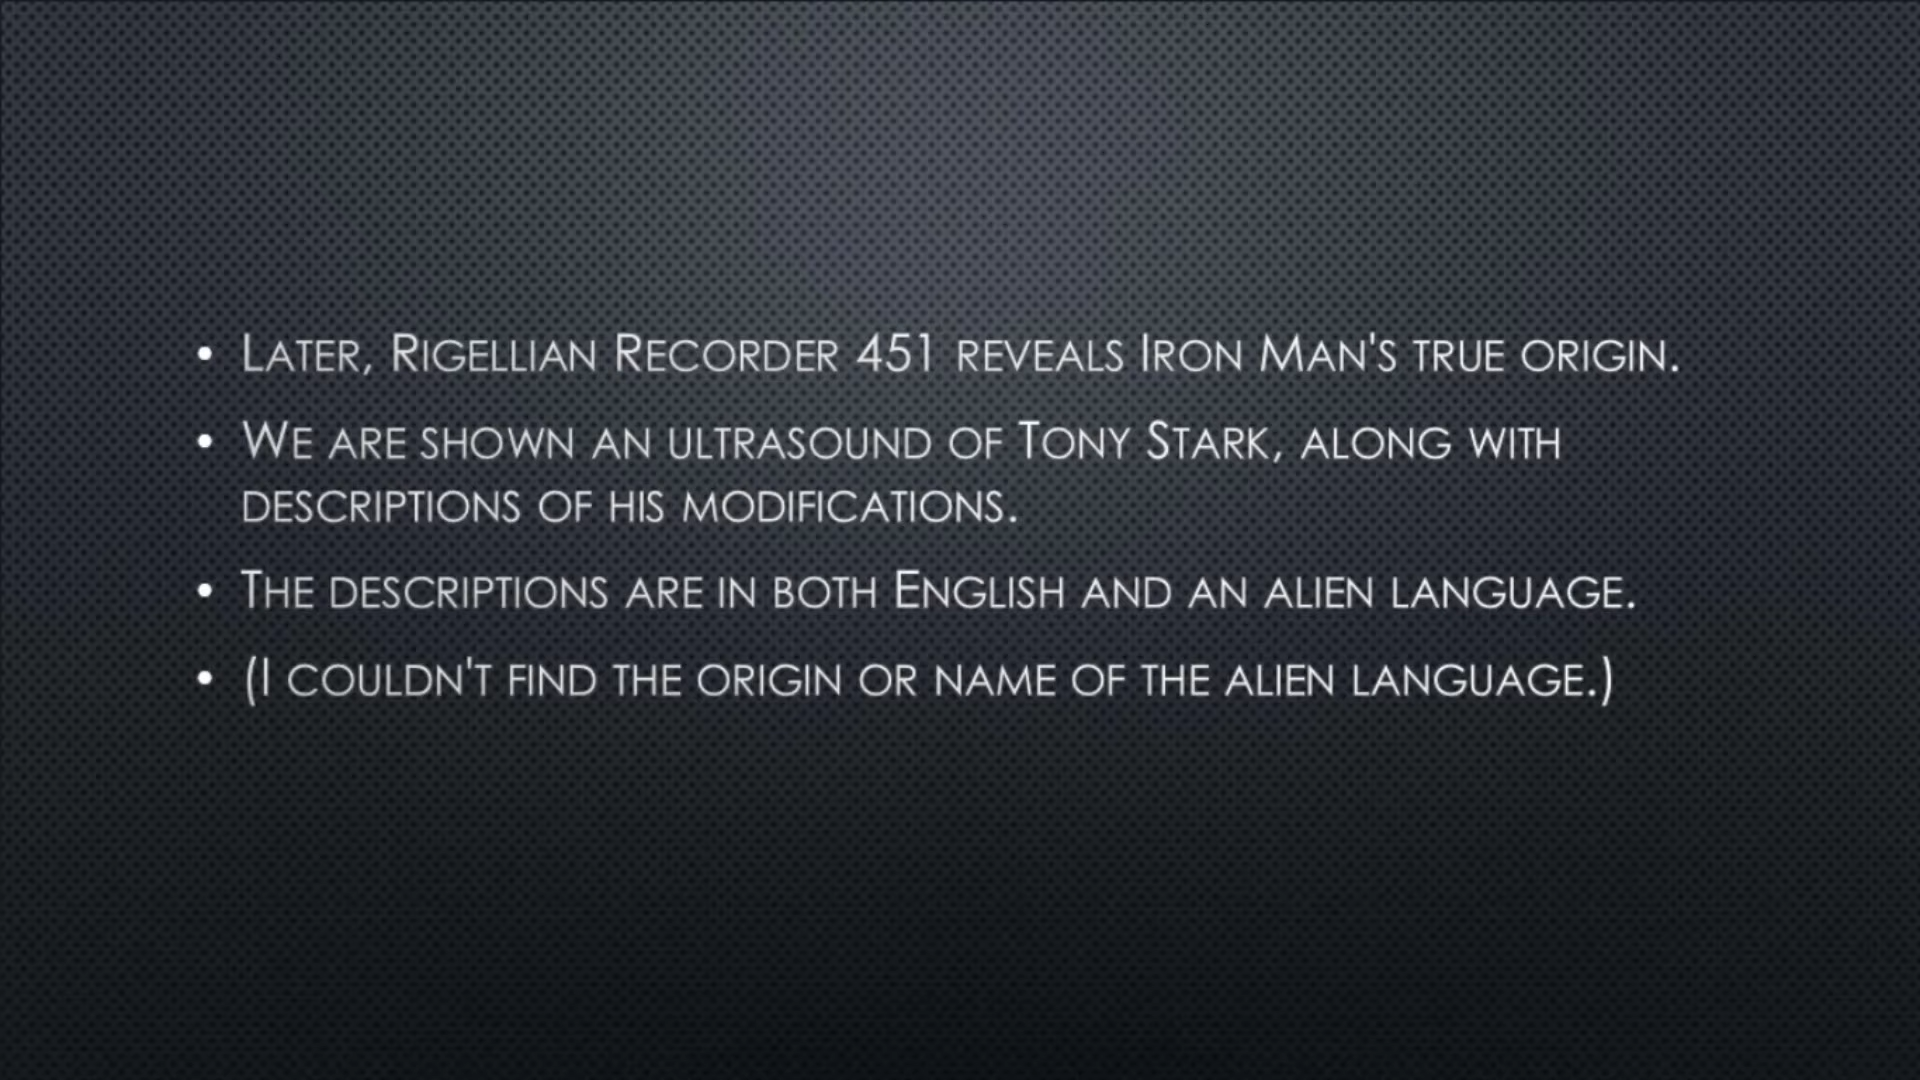 • Later, Rigellian Recorder 451 reveals Iron Man's true origin.
• We are shown an ultrasound of Tony Stark, along with
descriptions of his modifications.
• The descriptions are in both English and an alien language.
• (I couldn't find the origin or name of the alien language.)